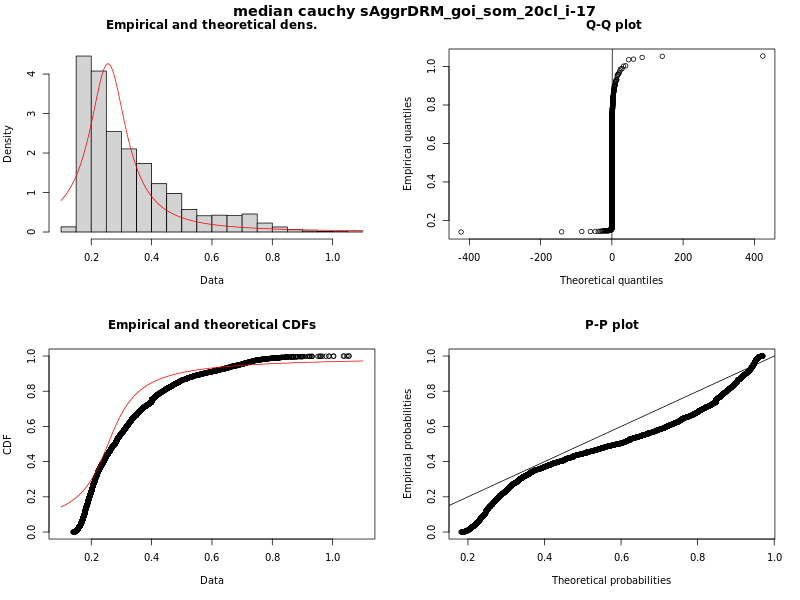 median cauchy sAggrDRM_goi_som_20cl_i-17
Empirical and theoretical dens.
Density
0 1 2 3 4
0.2 0.4 0.6 0.8 1.0
Data
Q-Q plot
Empirical quantiles
0.2 0.4 0.6 0.8 1.0
-400 -200 0 200 400
Theoretical quantiles
Empirical and theoretical CDFs
CDF
0.0 0.2 0.4 0.6 0.8 1.0
0.2 0.4 0.6 0.8 1.0
Data
P-P plot
Empirical probabilities
0.0 0.2 0.4 0.6 0.8 1.0
0.2 0.4 0.6 0.8 1.0
Theoretical probabilities